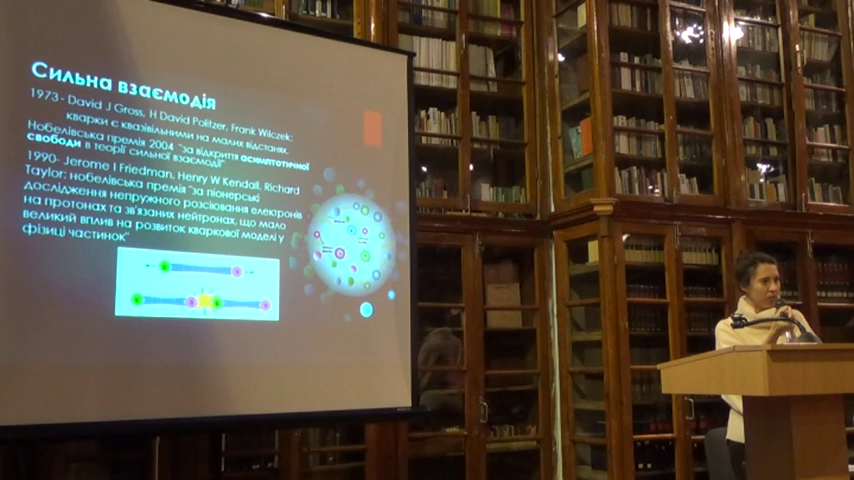 Сильна взаємодія
1973- David J Gross, H David Politzer, Frank Wilczek:
кварки є квазівільними на малих відстанях.
Нобелівська премія 2004 "за відкриття асимптотичної
свободи в теорії сильної взаємодії"
1990- Jerome I Friedman, Henry W Kendall, Richard
Taylor: нобелівська премія "за піонерські
дослідження непружного розсіювання електронів
на протонах та зв'язаних нейтронах, що мало
великий вплив на розвиток кваркової моделі у
фізиці частинок"